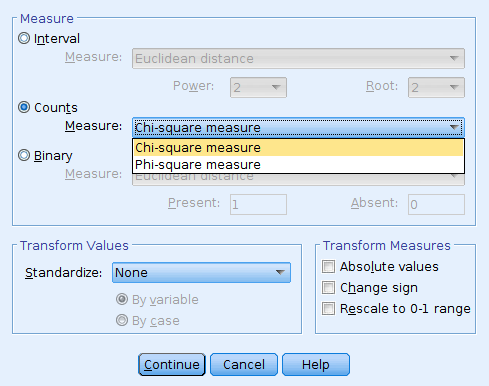 Measure
Interval
Measure: Euclidean distance
Power: 2 Root: 2
Counts
Measure: Chi-square measure
Chi-square measure
Phi-square measure
Binary
Measure: Euclidean distance
Present: 1 Absent: 0
Transform Values
Standardize: None
By variable
By case
Transform Measures
Absolute values
Change sign
Rescale to 0-1 range
Continue Cancel Help